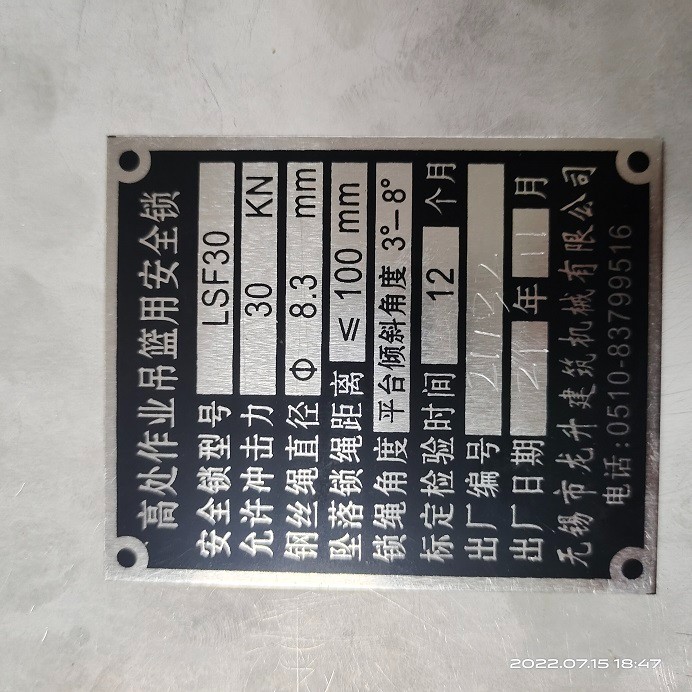 高处作业吊篮用安全锁
安全锁型号 LSF30
允许冲击力 30 KN
钢丝绳直径 Φ 8.3 mm
坠落锁绳距离 ≤ 100 mm
锁绳角度 平台倾斜角度 3°-8°
标定检验时间 12 个月
出厂编号
出厂日期 21 年 11 月
无锡市龙升建筑机械有限公司
电话:0510-83799516
2022.07.15 18:47